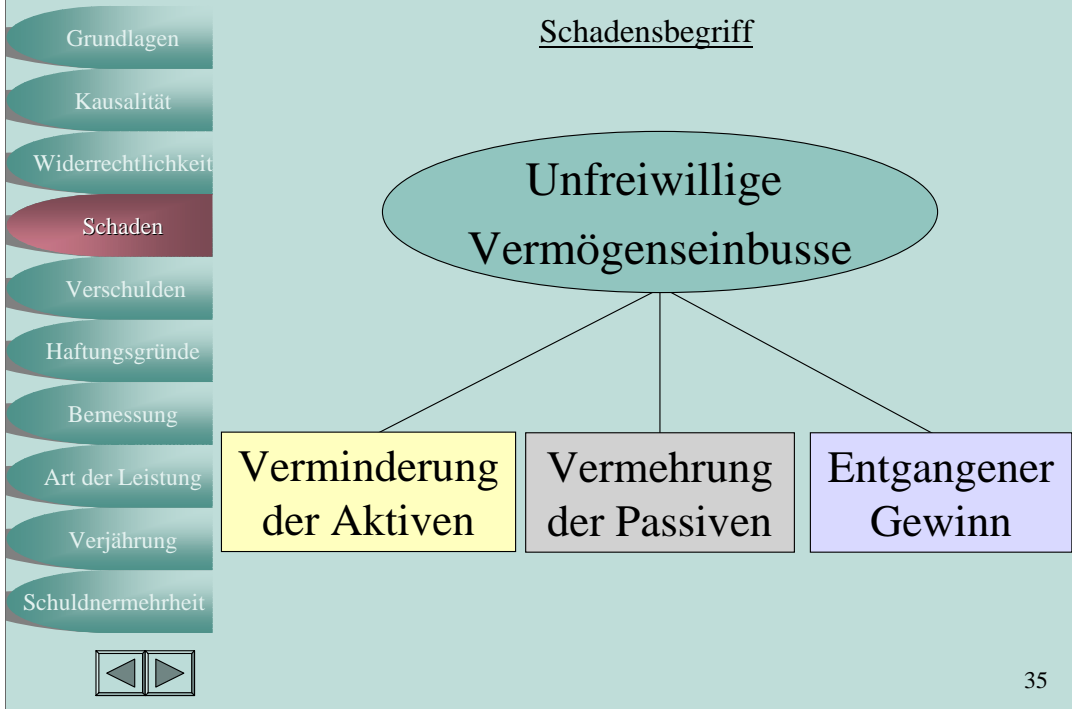 Grundlagen
Kausalität
Widerrechtlichkeit
Schaden
Verschulden
Haftungsgründe
Bemessung
Art der Leistung
Verjährung
Schuldnermehrheit
Schadensbegriff
Unfreiwillige
Vermögenseinbusse
Verminderung
der Aktiven
Vermehrung
der Passiven
Entgangener
Gewinn
35